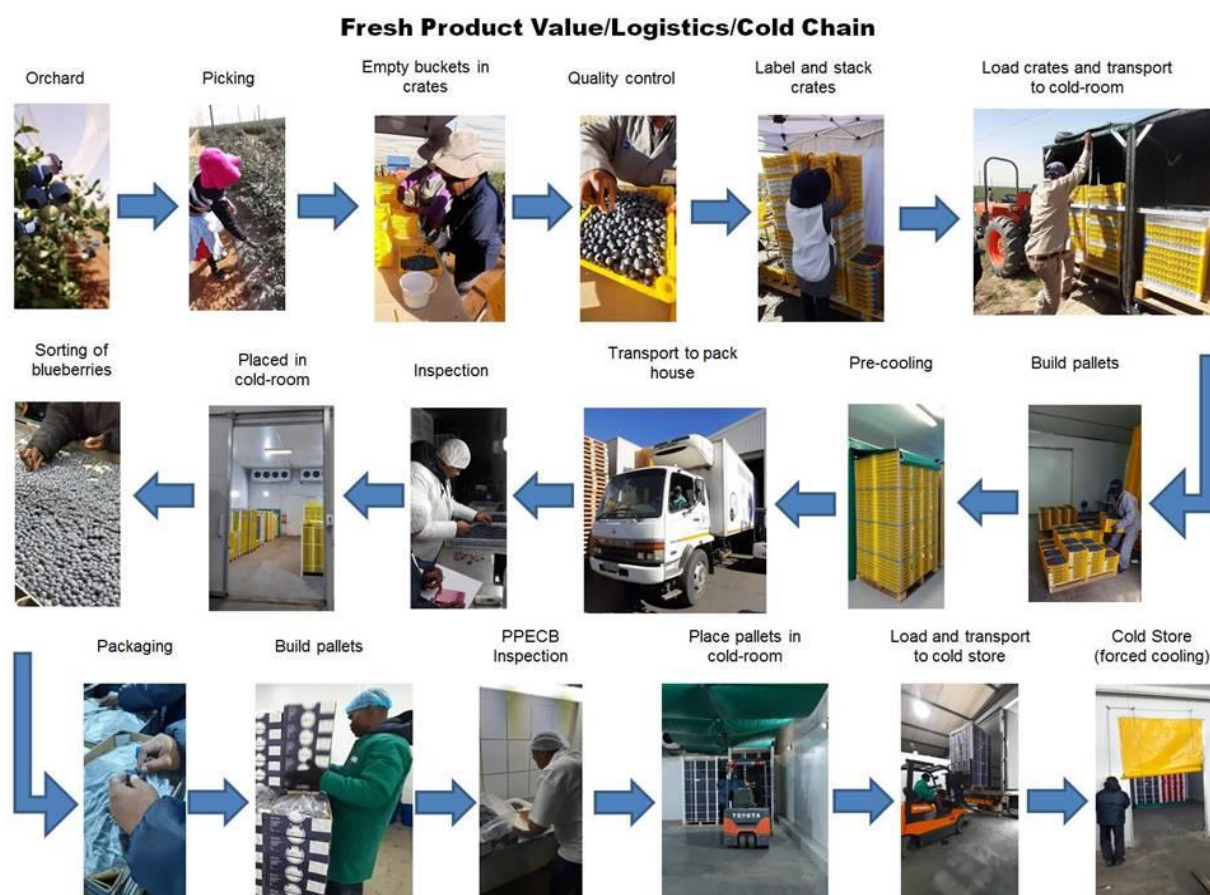 Fresh Product Value/Logistics/Cold Chain
Orchard
Picking
Empty buckets in
crates
Quality control
Label and stack
crates
Load crates and transport
to cold-room
Sorting of
blueberries
Placed in
cold-room
Inspection
Transport to pack
house
Pre-cooling
Build pallets
Packaging
Build pallets
PPECB
Inspection
Place pallets in
cold-room
TOYOTA
Load and transport
to cold store
Cold Store
(forced cooling)